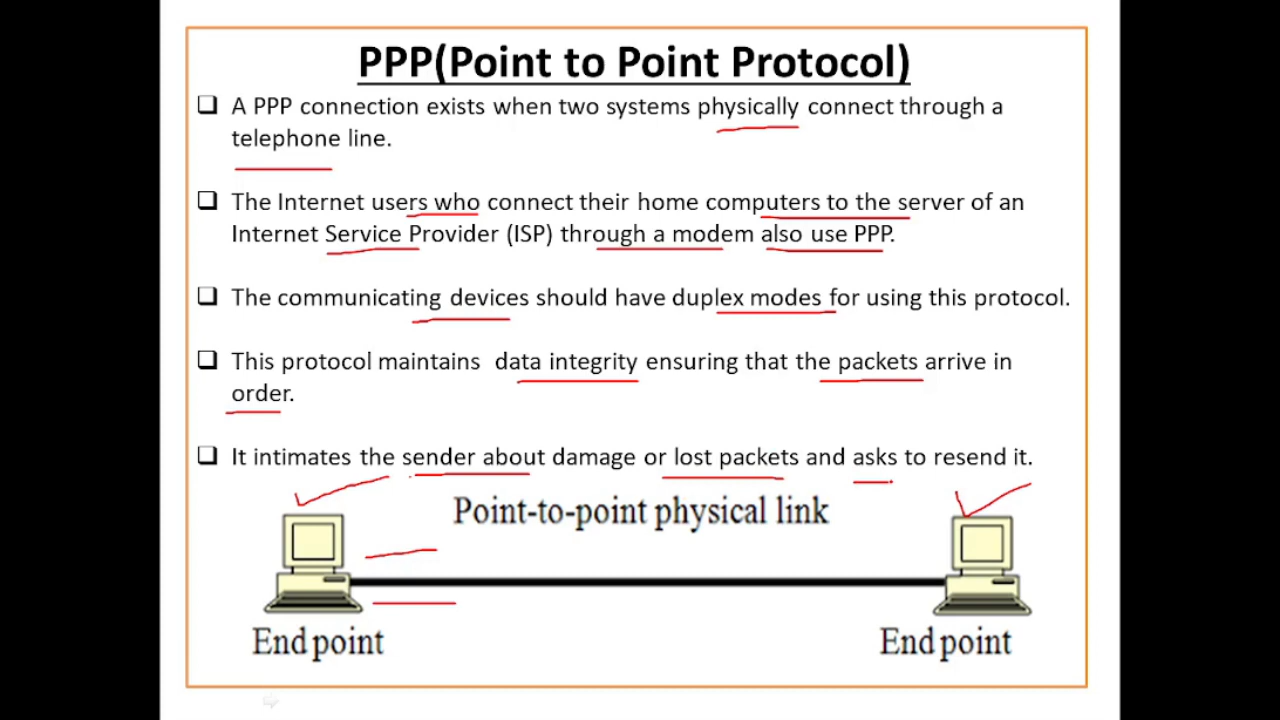 PPP(Point to Point Protocol)
❑ A PPP connection exists when two systems physically connect through a
telephone line.
❑ The Internet users who connect their home computers to the server of an
Internet Service Provider (ISP) through a modem also use PPP.
❑ The communicating devices should have duplex modes for using this protocol.
❑ This protocol maintains data integrity ensuring that the packets arrive in
order.
❑ It intimates the sender about damage or lost packets and asks to resend it.
Point-to-point physical link
End point
End point